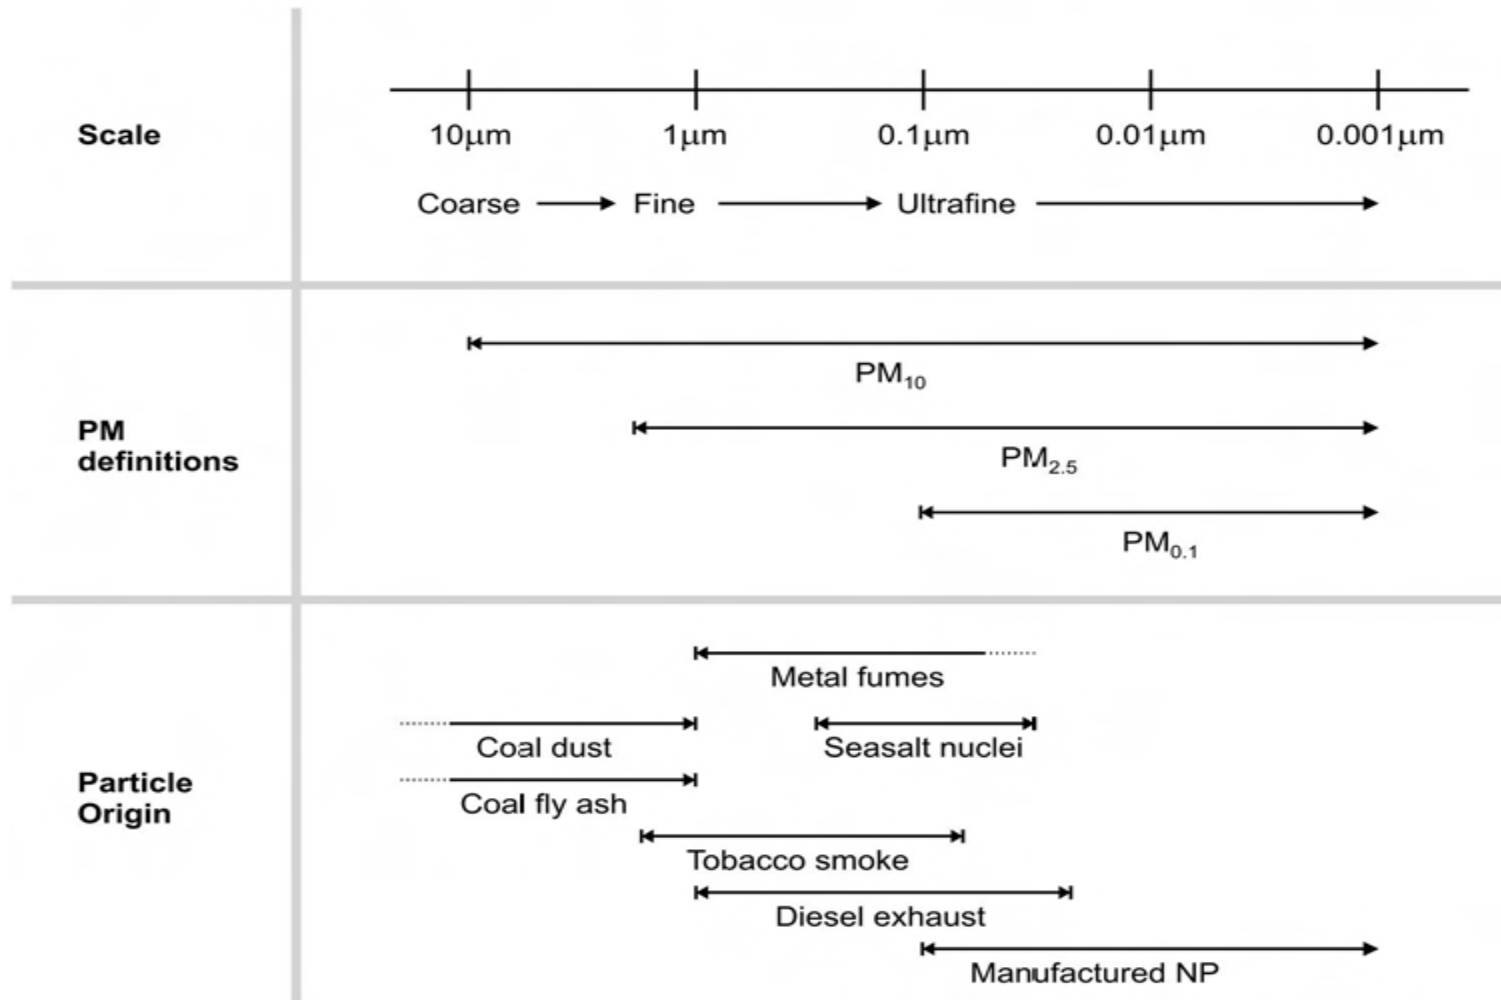 Scale
10μm 1μm 0.1μm 0.01μm 0.001μm
Coarse Fine Ultrafine
PM
definitions
PM₁₀
PM₂.₅
PM₀.₁
Particle
Origin
Metal fumes
Coal dust Seasalt nuclei
Coal fly ash
Tobacco smoke
Diesel exhaust
Manufactured NP